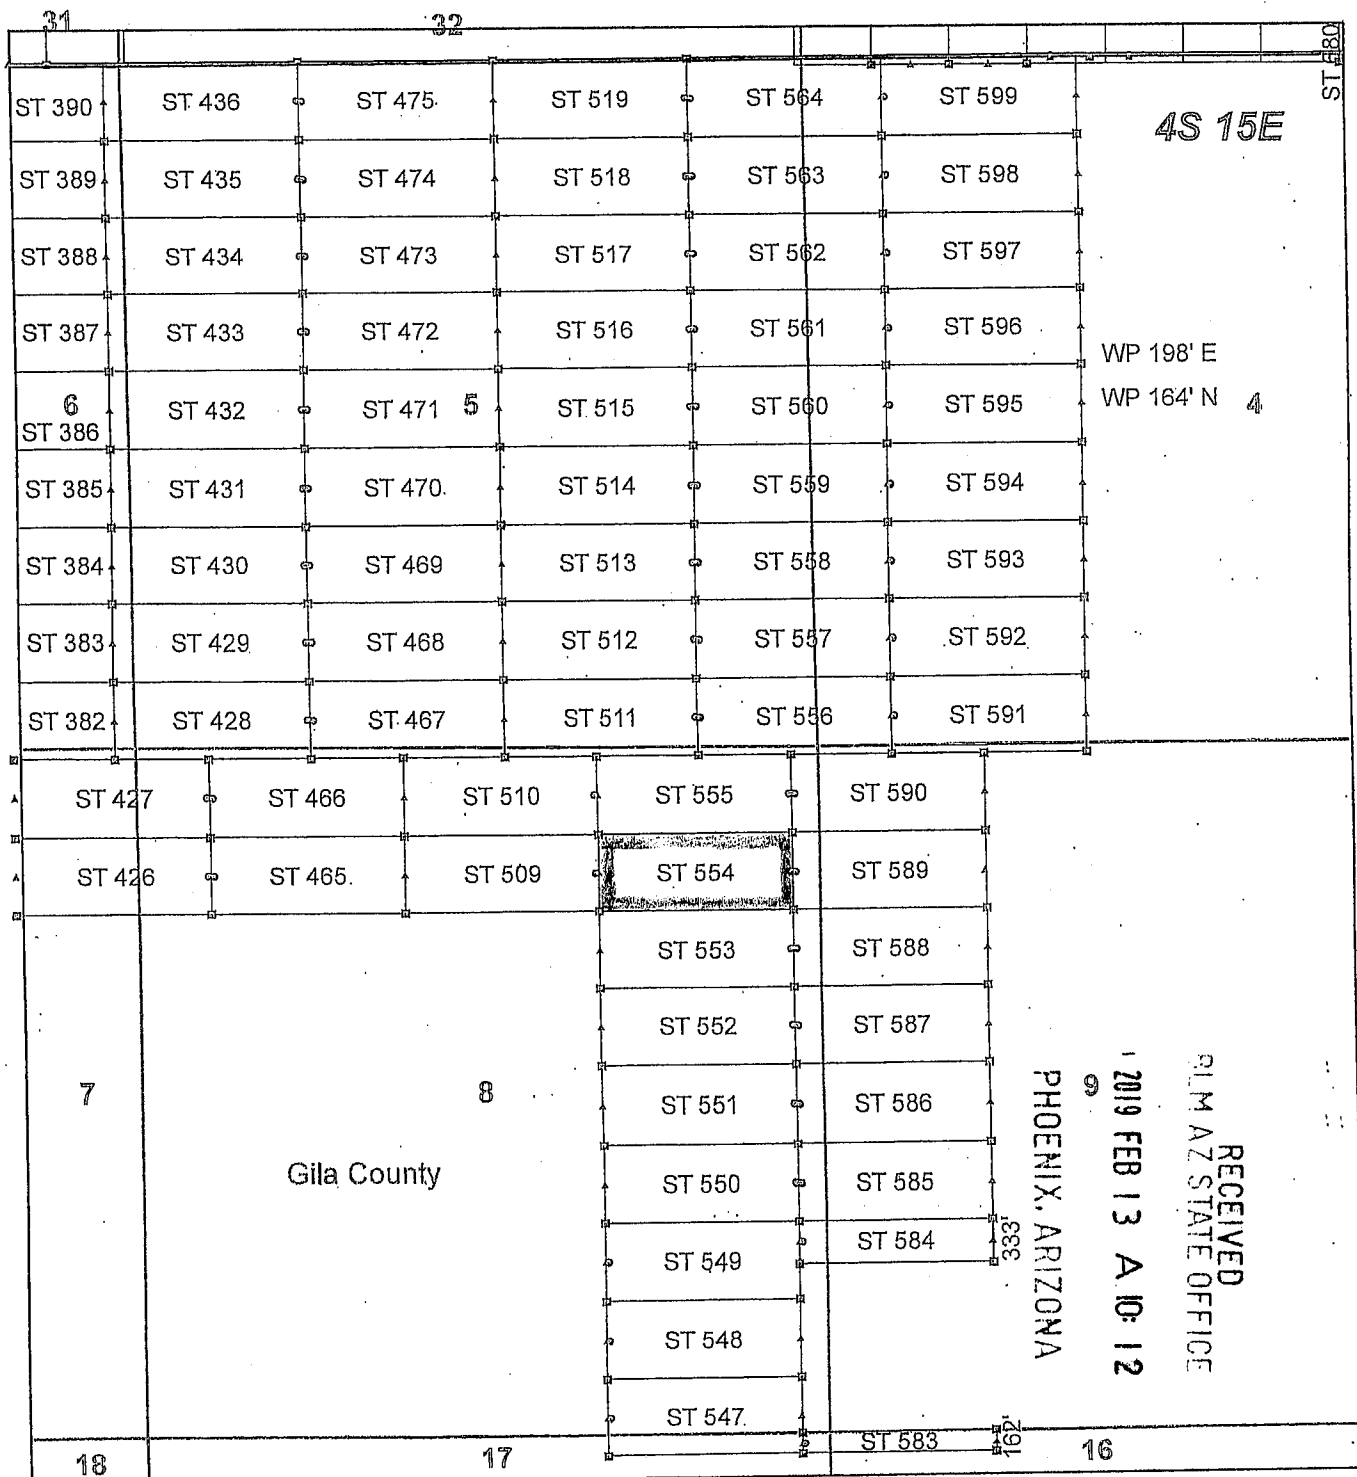 31 32
ST 390 ST 436 ST 475 ST 519 ST 564 ST 599
4S 15E
ST 389 ST 435 ST 474 ST 518 ST 563 ST 598
ST 388 ST 434 ST 473 ST 517 ST 562 ST 597
ST 387 ST 433 ST 472 ST 516 ST 561 ST 596
WP 198' E
6 5 4
ST 386 ST 432 ST 471 ST 515 ST 560 ST 595
WP 164' N
ST 385 ST 431 ST 470 ST 514 ST 559 ST 594
ST 384 ST 430 ST 469 ST 513 ST 558 ST 593
ST 383 ST 429 ST 468 ST 512 ST 557 ST 592
ST 382 ST 428 ST 467 ST 511 ST 556 ST 591
ST 427 ST 466 ST 510 ST 555 ST 590
ST 426 ST 465 ST 509 ST 554 ST 589
ST 553 ST 588
ST 552 ST 587
7 8 9
ST 551 ST 586
Gila County
ST 550 ST 585
ST 584
333'
ST 549
ST 548
ST 547
ST 583
162'
18 17 16
RECEIVED
BLM AZ STATE OFFICE
2019 FEB 13 A 10: 12
PHOENIX, ARIZONA